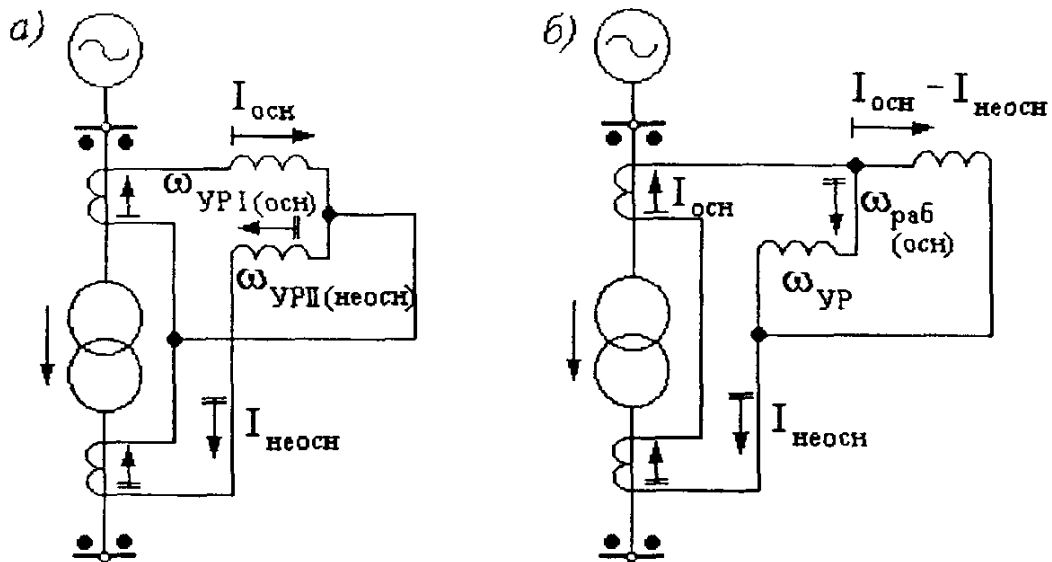 а)
I осн
ω УР I (осн)
ω УР II (неосн)
I неосн
б)
I осн - I неосн
I осн
ω раб (осн)
ω УР
I неосн